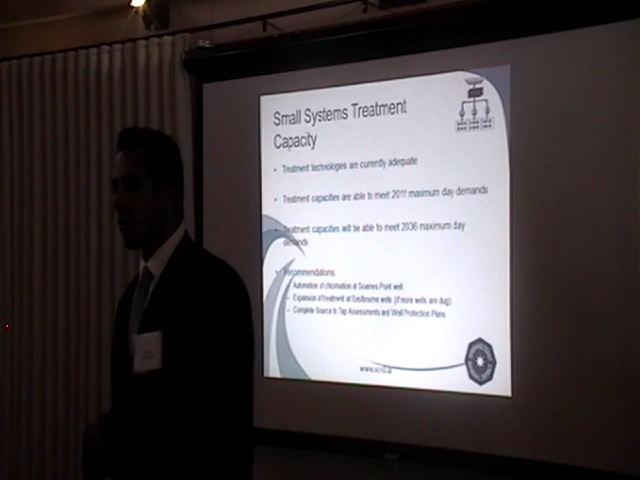 Small Systems Treatment
Capacity
• Treatment technologies are currently adequate
• Treatment capacities are able to meet 2011 maximum day demands
• Treatment capacities will be able to meet 2036 maximum day
demands
• Recommendations
– Automation of chlorination at Soames Point well
– Expansion of treatment at Eastbourne wells (if more wells are dug)
– Complete Source to Tap Assessments and Well Protection Plans
www.scrd.ca